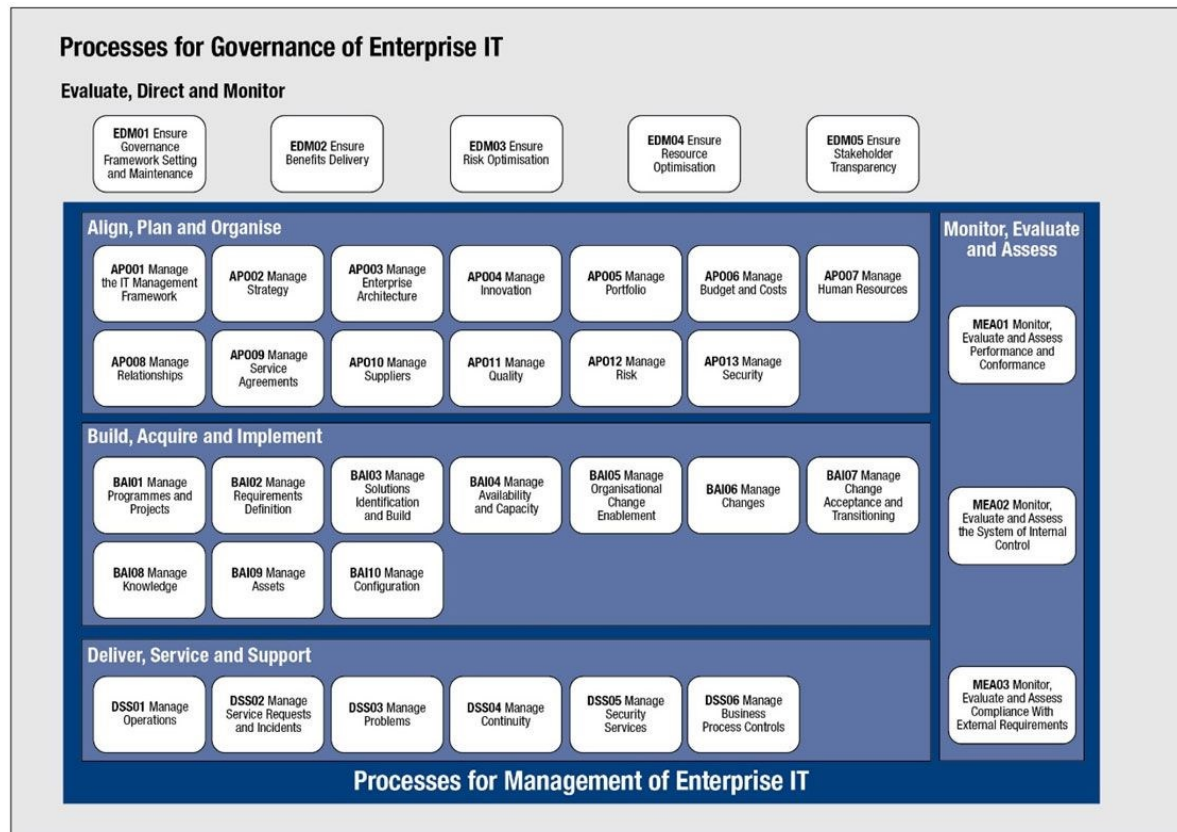 Processes for Governance of Enterprise IT
Evaluate, Direct and Monitor
EDM01 Ensure
Governance
Framework Setting
and Maintenance
EDM02 Ensure
Benefits Delivery
EDM03 Ensure
Risk Optimisation
EDM04 Ensure
Resource
Optimisation
EDM05 Ensure
Stakeholder
Transparency
Align, Plan and Organise
APO01 Manage
the IT Management
Framework
APO02 Manage
Strategy
APO03 Manage
Enterprise
Architecture
APO04 Manage
Innovation
APO05 Manage
Portfolio
APO06 Manage
Budget and Costs
APO07 Manage
Human Resources
APO08 Manage
Relationships
APO09 Manage
Service
Agreements
APO10 Manage
Suppliers
APO11 Manage
Quality
APO12 Manage
Risk
APO13 Manage
Security
Build, Acquire and Implement
BAI01 Manage
Programmes and
Projects
BAI02 Manage
Requirements
Definition
BAI03 Manage
Solutions
Identification
and Build
BAI04 Manage
Availability
and Capacity
BAI05 Manage
Organisational
Change
Enablement
BAI06 Manage
Changes
BAI07 Manage
Change
Acceptance and
Transitioning
BAI08 Manage
Knowledge
BAI09 Manage
Assets
BAI10 Manage
Configuration
Deliver, Service and Support
DSS01 Manage
Operations
DSS02 Manage
Service Requests
and Incidents
DSS03 Manage
Problems
DSS04 Manage
Continuity
DSS05 Manage
Security
Services
DSS06 Manage
Business
Process Controls
Monitor, Evaluate
and Assess
MEA01 Monitor,
Evaluate and Assess
Performance and
Conformance
MEA02 Monitor,
Evaluate and Assess
the System of Internal
Control
MEA03 Monitor,
Evaluate and Assess
Compliance With
External Requirements
Processes for Management of Enterprise IT